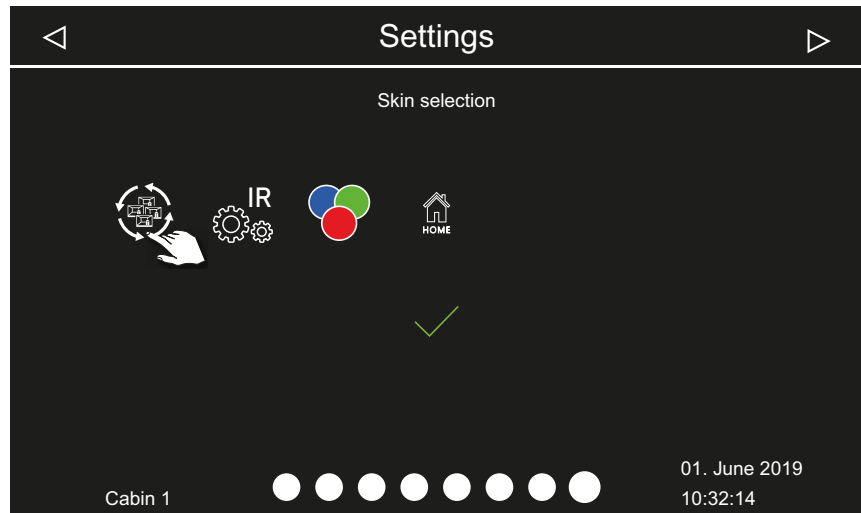 Settings
Skin selection
IR
HOME
01. June 2019
Cabin 1
10:32:14